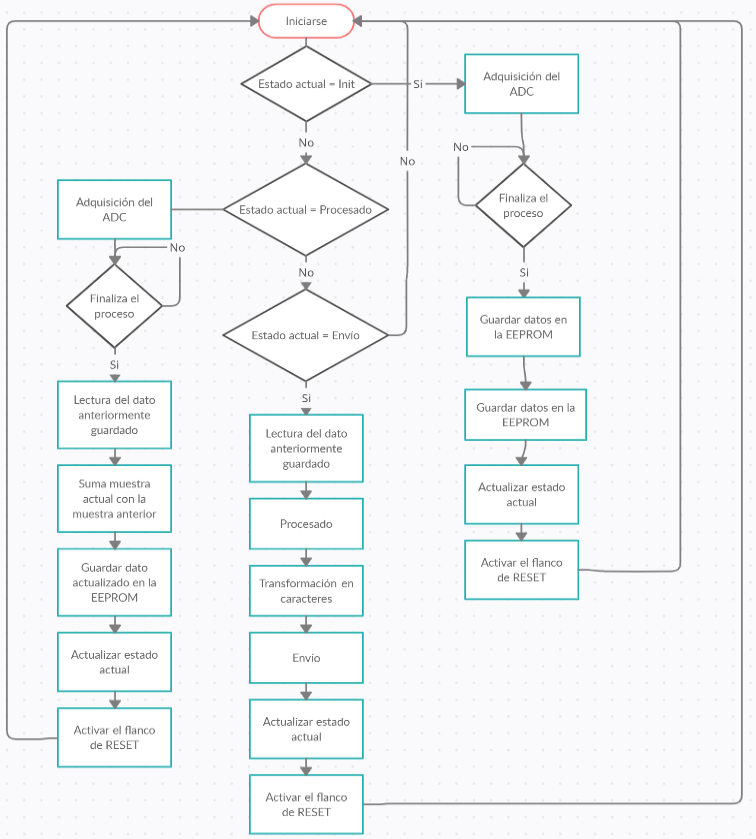 Iniciarse
Estado actual = Init
Si
Adquisición del
ADC
No
Finaliza el
proceso
Si
Guardar datos en
la EEPROM
Guardar datos en la
EEPROM
Actualizar estado
actual
Activar el flanco
de RESET
No
Estado actual = Procesado
Adquisición del
ADC
No
Finaliza el
proceso
Si
Lectura del dato
anteriormente
guardado
Suma muestra
actual con la
muestra anterior
Guardar dato
actualizado en la
EEPROM
Actualizar estado
actual
Activar el flanco
de RESET
No
Estado actual = Envío
No
Si
Lectura del dato
anteriormente
guardado
Procesado
Transformación en
caracteres
Envío
Actualizar estado
actual
Activar el flanco
de RESET